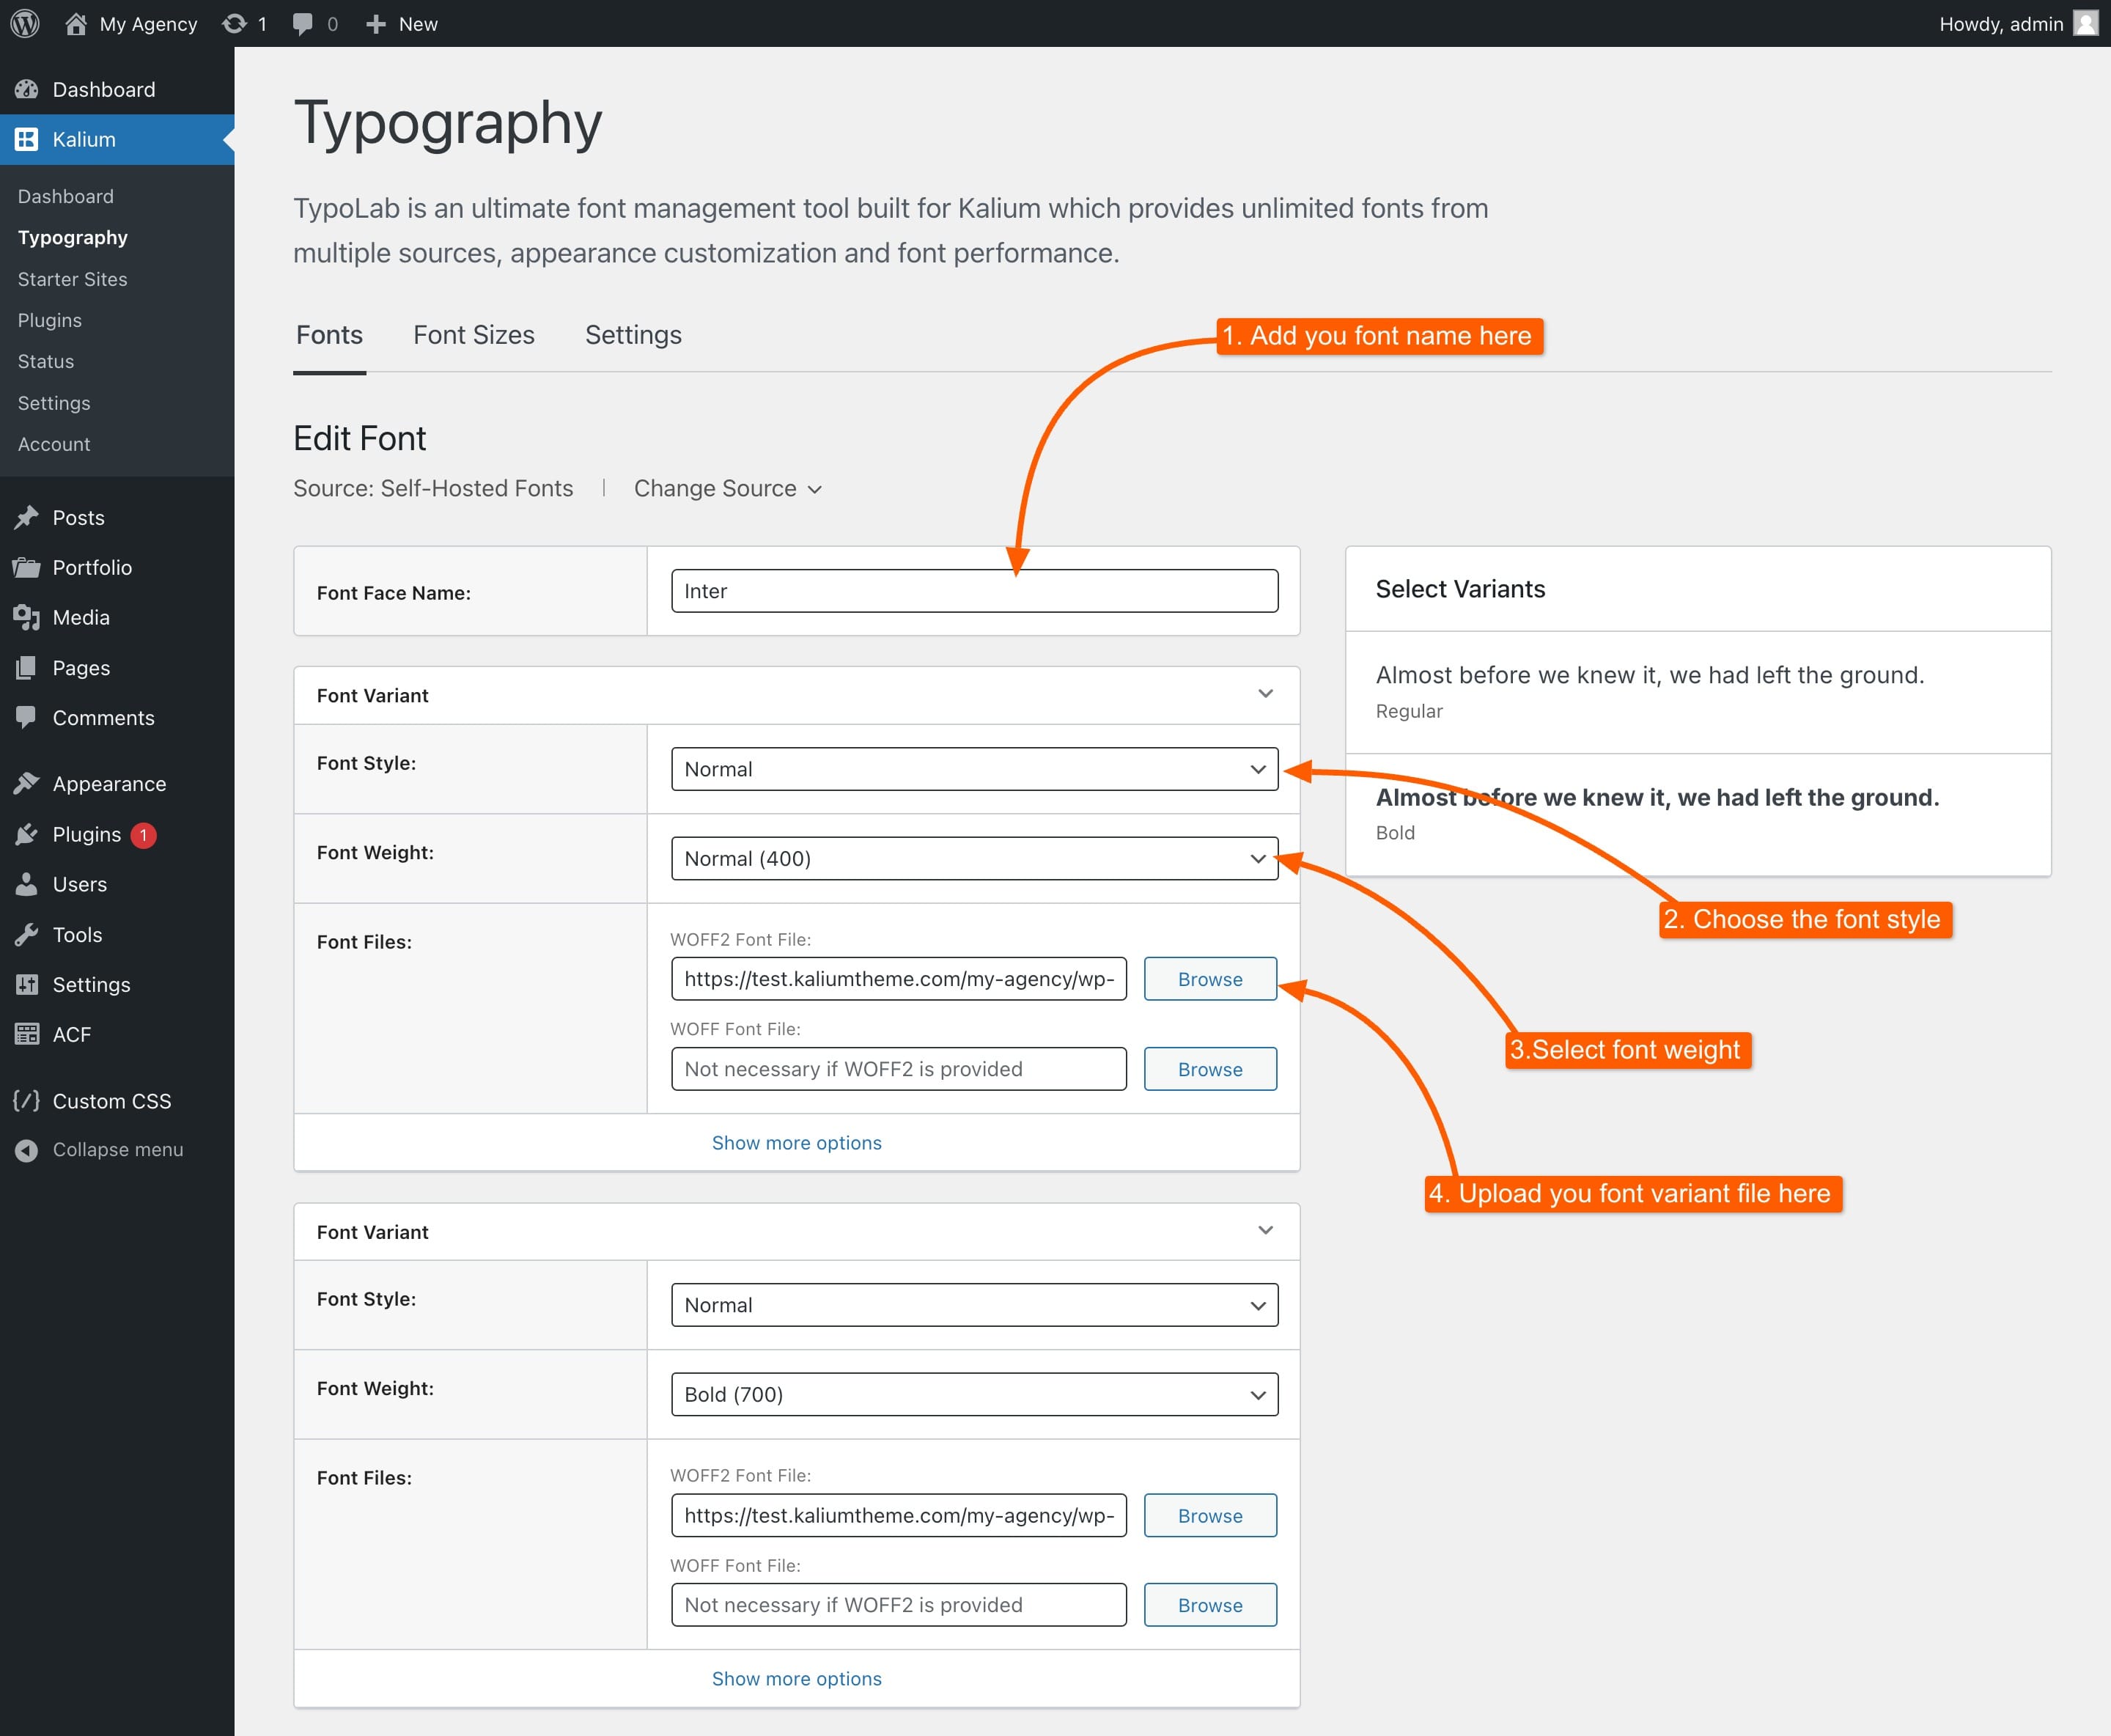 My Agency 1 0 New Howdy, admin
Dashboard
Kalium
Dashboard
Typography
Starter Sites
Plugins
Status
Settings
Account
Posts
Portfolio
Media
Pages
Comments
Appearance
Plugins 1
Users
Tools
Settings
ACF
Custom CSS
Collapse menu
Typography
TypoLab is an ultimate font management tool built for Kalium which provides unlimited fonts from
multiple sources, appearance customization and font performance.
Fonts Font Sizes Settings
1. Add you font name here
Edit Font
Source: Self-Hosted Fonts | Change Source
Font Face Name: Inter
Font Variant
Font Style: Normal
Font Weight: Normal (400)
Font Files:
WOFF2 Font File:
https://test.kaliumtheme.com/my-agency/wp- Browse
WOFF Font File:
Not necessary if WOFF2 is provided Browse
Show more options
Font Variant
Font Style: Normal
Font Weight: Bold (700)
Font Files:
WOFF2 Font File:
https://test.kaliumtheme.com/my-agency/wp- Browse
WOFF Font File:
Not necessary if WOFF2 is provided Browse
Show more options
Select Variants
Almost before we knew it, we had left the ground.
Regular
Almost before we knew it, we had left the ground.
Bold
2. Choose the font style
3.Select font weight
4. Upload you font variant file here